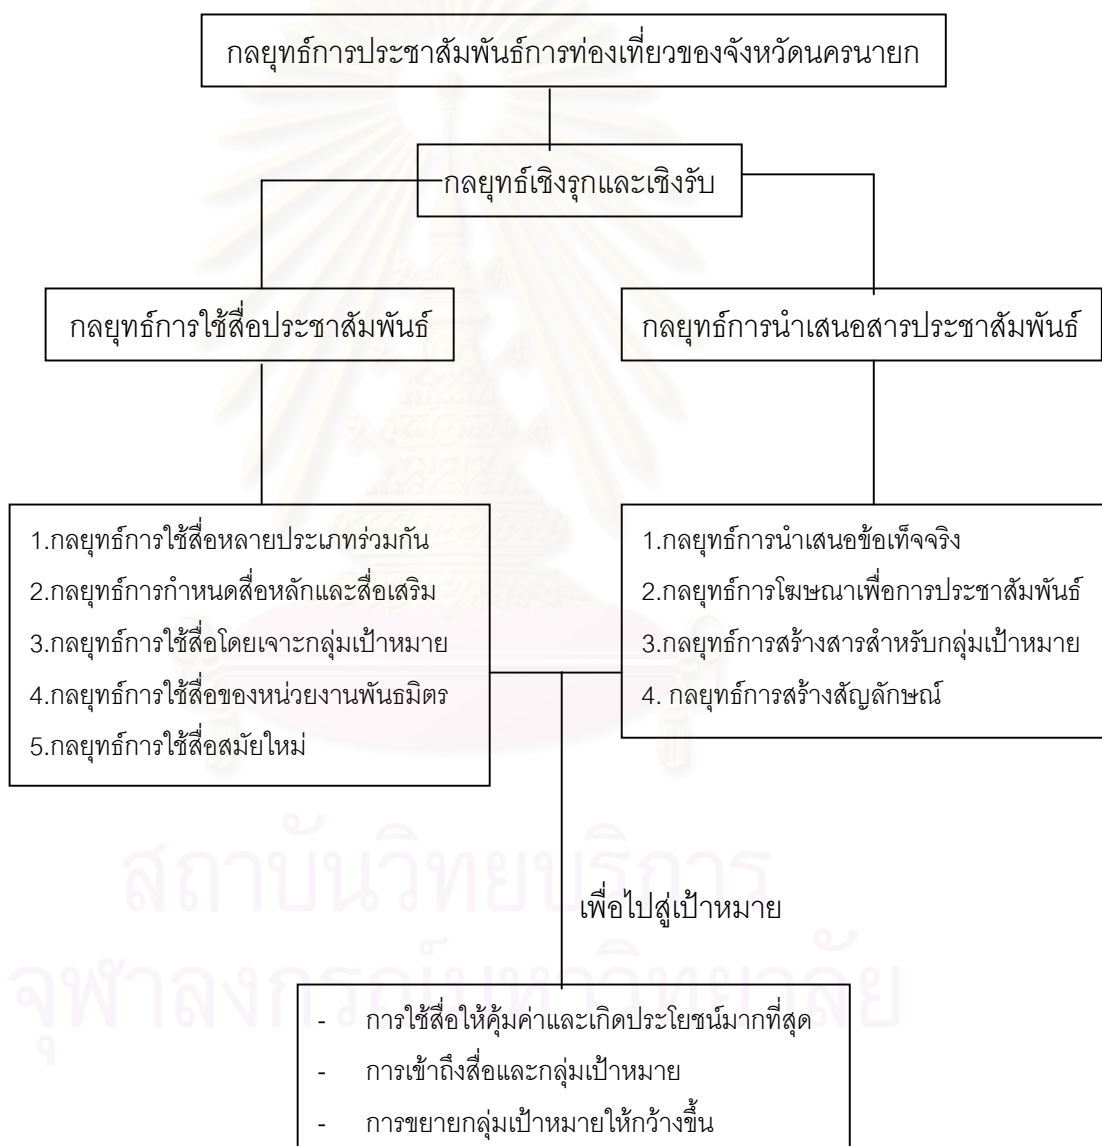 กลยุทธ์การประชาสัมพันธ์การท่องเที่ยวของจังหวัดนครนายก
กลยุทธ์เชิงรุกและเชิงรับ
กลยุทธ์การใช้สื่อประชาสัมพันธ์
กลยุทธ์การนำเสนอสารประชาสัมพันธ์
1.กลยุทธ์การใช้สื่อหลายประเภทร่วมกัน
2.กลยุทธ์การกำหนดสื่อหลักและสื่อเสริม
3.กลยุทธ์การใช้สื่อโดยเจาะกลุ่มเป้าหมาย
4.กลยุทธ์การใช้สื่อของหน่วยงานพันธมิตร
5.กลยุทธ์การใช้สื่อสมัยใหม่
1.กลยุทธ์การนำเสนอข้อเท็จจริง
2.กลยุทธ์การโฆษณาเพื่อการประชาสัมพันธ์
3.กลยุทธ์การสร้างสารสำหรับกลุ่มเป้าหมาย
4. กลยุทธ์การสร้างสัญลักษณ์
สถาบันวิทยบริการ
เพื่อไปสู่เป้าหมาย
จุฬาลงกรณ์มหาวิทยาลัย
- การใช้สื่อให้คุ้มค่าและเกิดประโยชน์มากที่สุด
- การเข้าถึงสื่อและกลุ่มเป้าหมาย
- การขยายกลุ่มเป้าหมายให้กว้างขึ้น